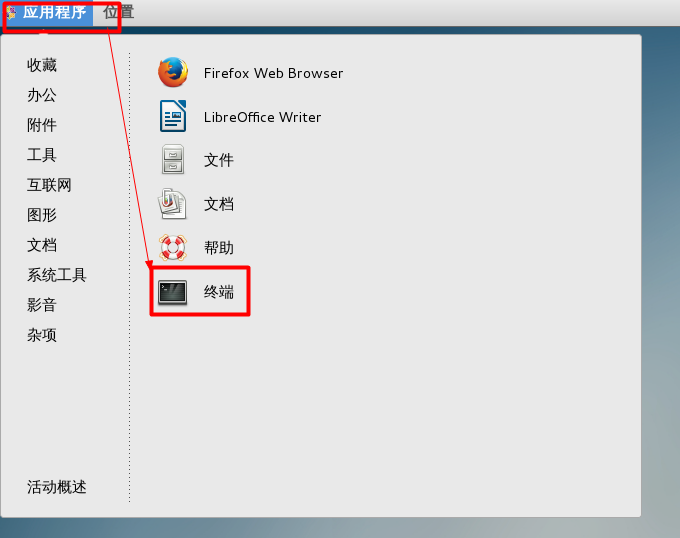 应用程序 位置
收藏
办公
附件
工具
互联网
图形
文档
系统工具
影音
杂项
活动概述
Firefox Web Browser
LibreOffice Writer
文件
文档
帮助
终端